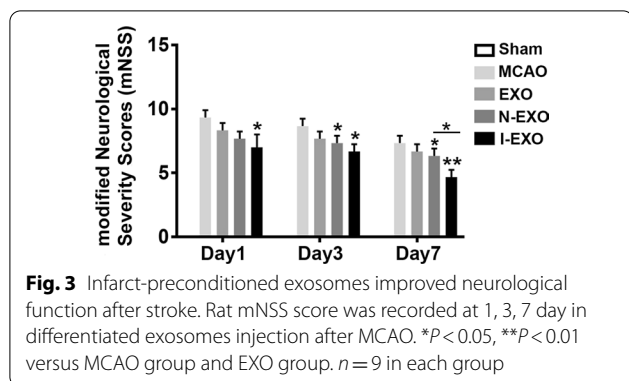 modified Neurological
Severity Scores (mNSS)
15
10
5
0
Sham
MCAO
EXO
N-EXO
I-EXO
*
*
*
*
*
**
Day1
Day3
Day7
Fig. 3 Infarct-preconditioned exosomes improved neurological
function after stroke. Rat mNSS score was recorded at 1, 3, 7 day in
differentiated exosomes injection after MCAO. *P < 0.05, **P < 0.01
versus MCAO group and EXO group. n = 9 in each group